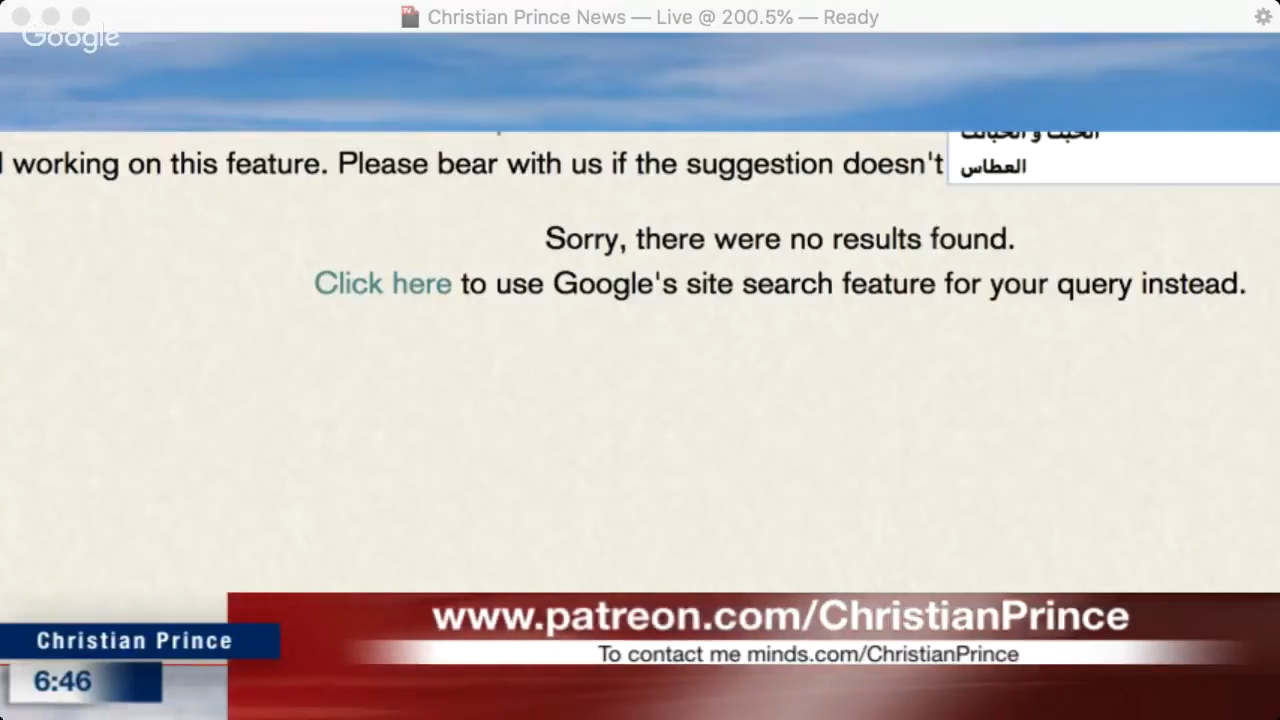 Christian Prince News — Live @ 200.5% — Ready
Google
الخبث و الخبائث
working on this feature. Please bear with us if the suggestion doesn't
العطاس
Sorry, there were no results found.
Click here to use Google's site search feature for your query instead.
www.patreon.com/ChristianPrince
Christian Prince
To contact me minds.com/ChristianPrince
6:46